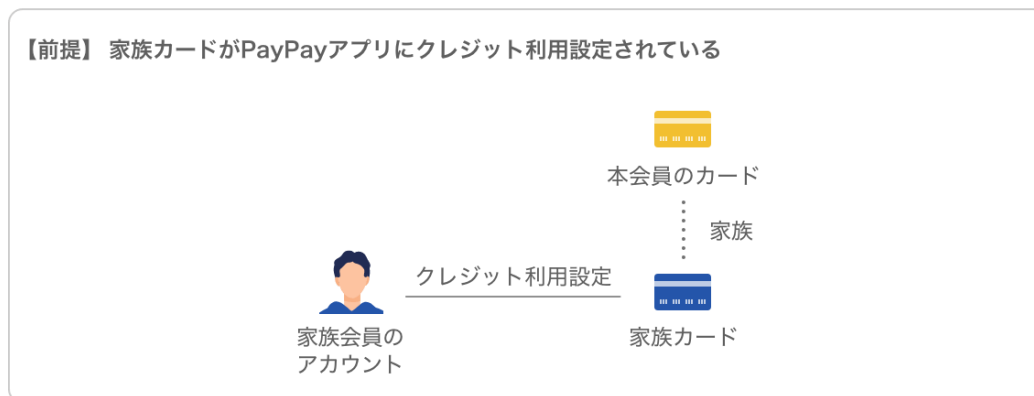 【前提】 家族カードがPayPayアプリにクレジット利用設定されている
本会員のカード
家族
クレジット利用設定
家族会員の
アカウント
家族カード